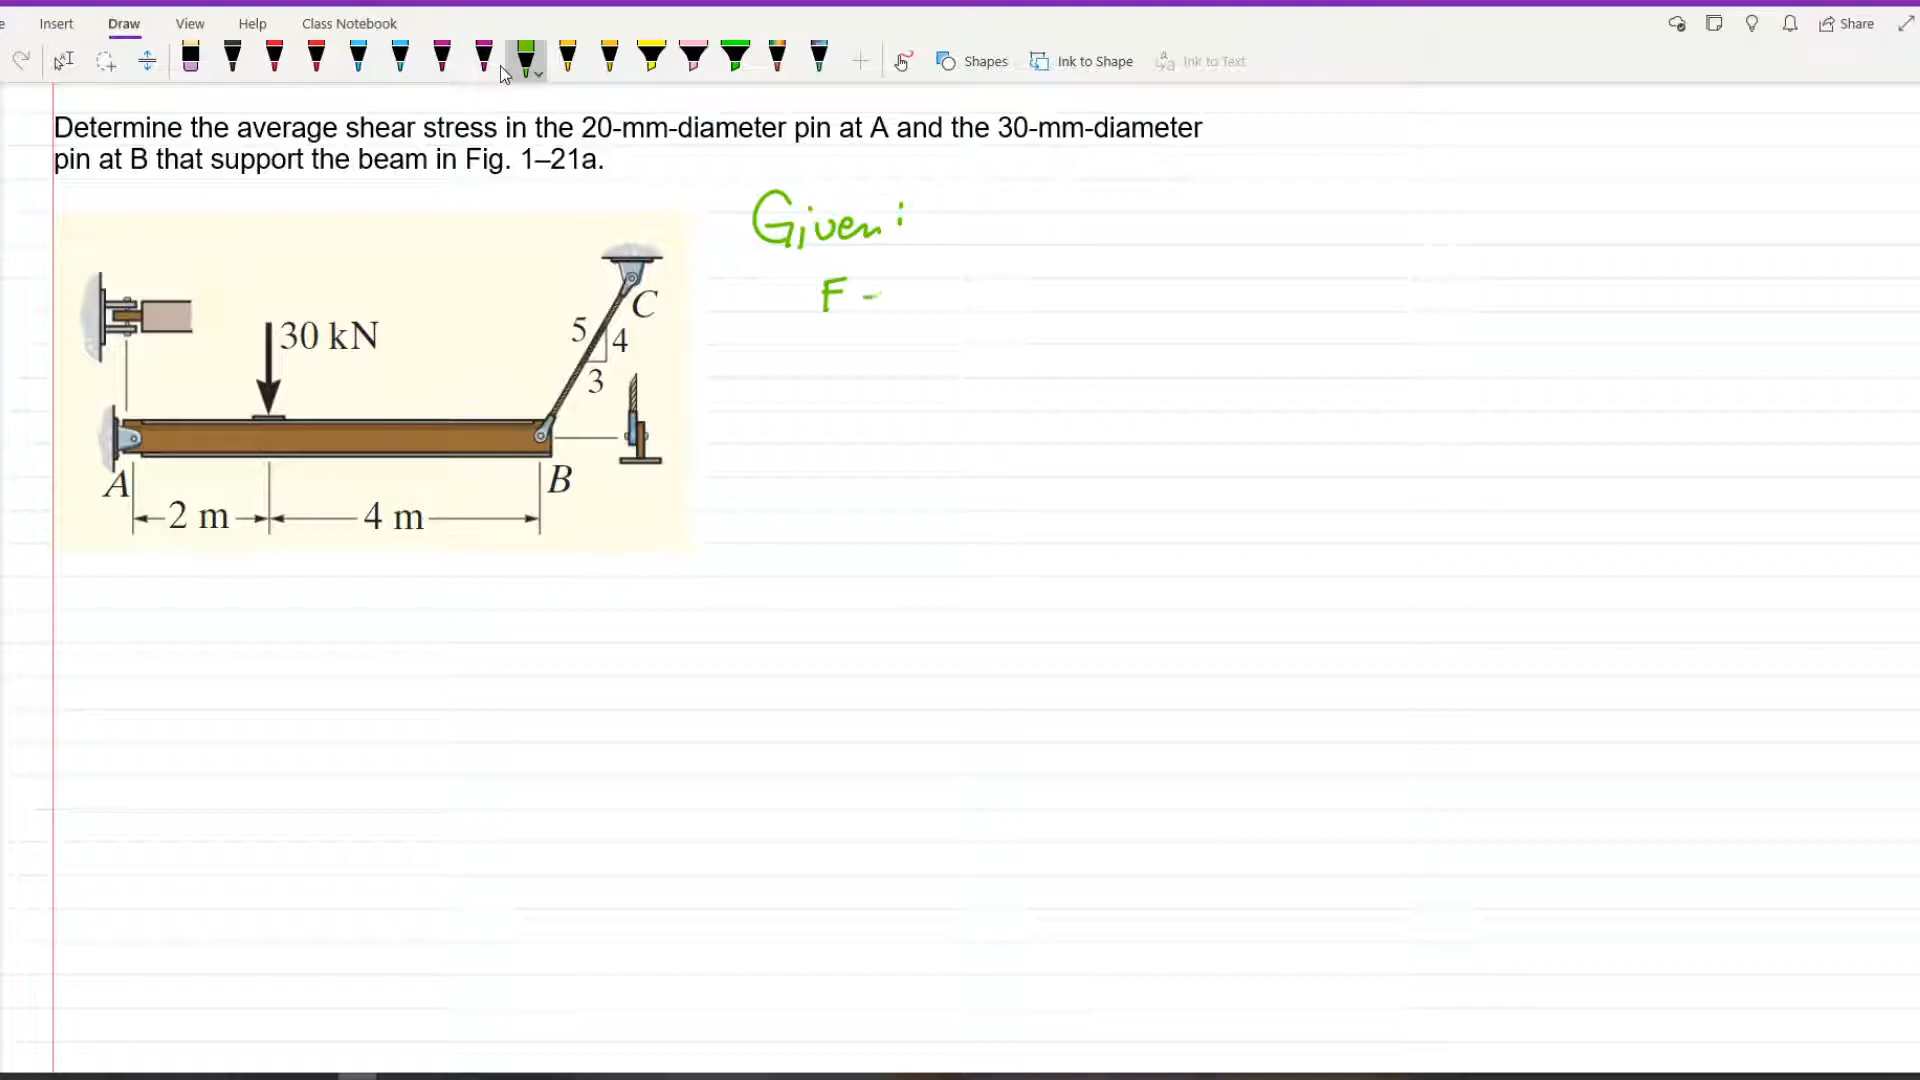 Insert Draw View Help Class Notebook Share
Shapes Ink to Shape Ink to Text
Determine the average shear stress in the 20-mm-diameter pin at A and the 30-mm-diameter
pin at B that support the beam in Fig. 1–21a.
Given:
F -
C
30 kN
5
4
3
A
B
2 m
4 m